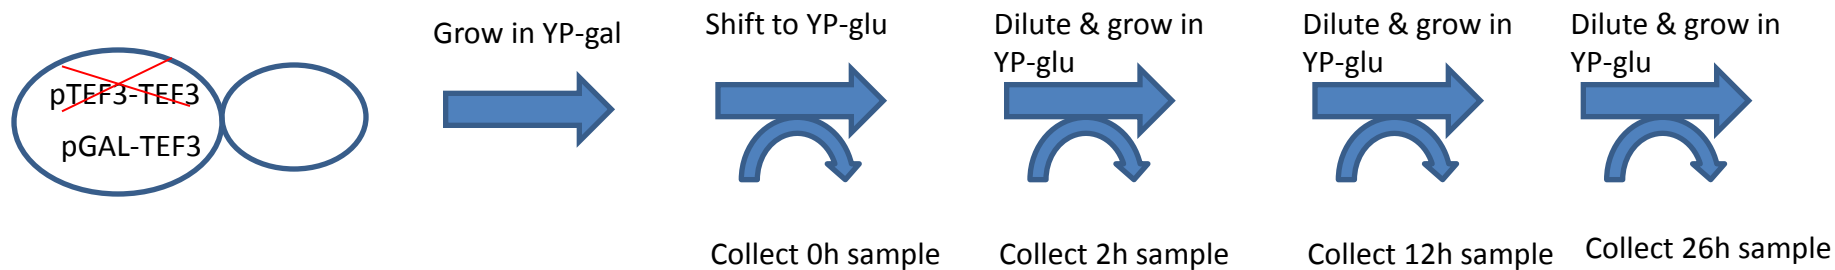 pTEF3-TEF3
pGAL-TEF3
Grow in YP-gal
Shift to YP-glu
Collect 0h sample
Dilute & grow in
YP-glu
Collect 2h sample
Dilute & grow in
YP-glu
Collect 12h sample
Dilute & grow in
YP-glu
Collect 26h sample